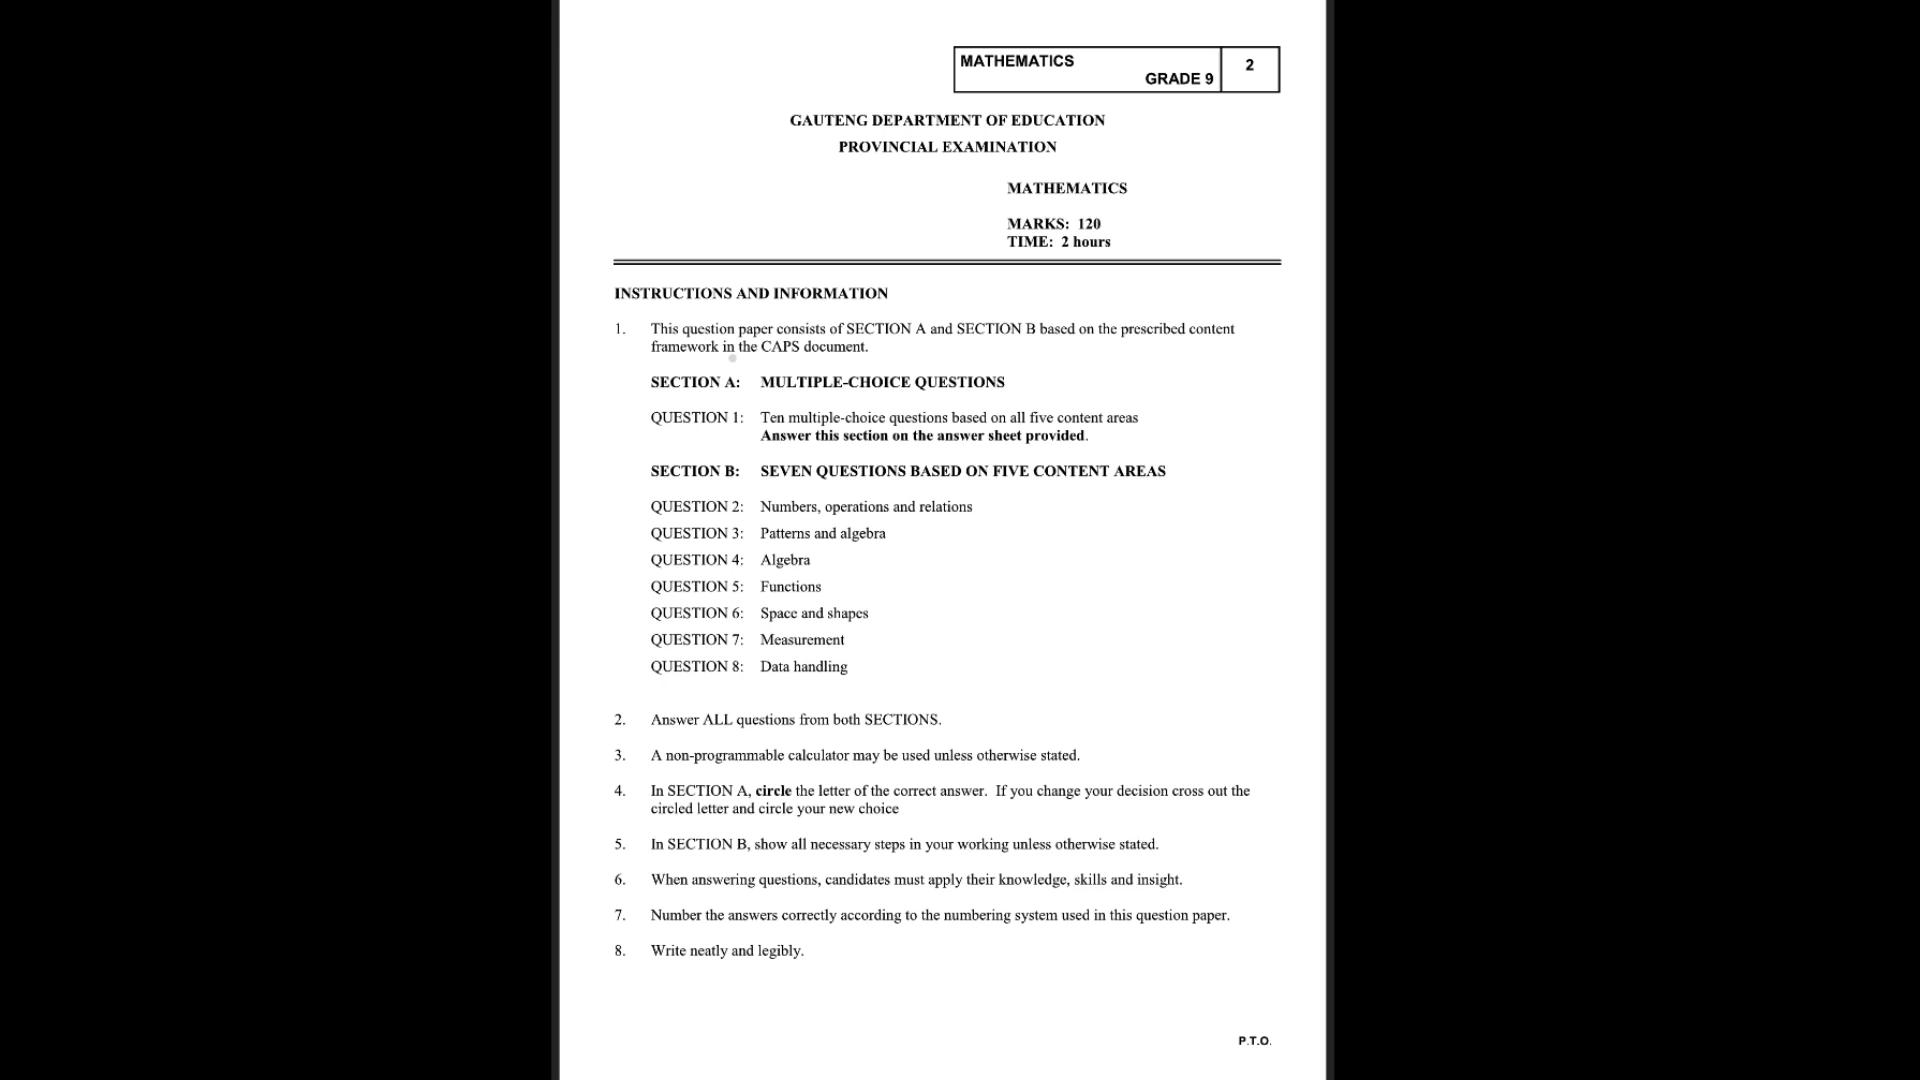 MATHEMATICS
GRADE 9
2
GAUTENG DEPARTMENT OF EDUCATION
PROVINCIAL EXAMINATION
MATHEMATICS
MARKS: 120
TIME: 2 hours
INSTRUCTIONS AND INFORMATION
1. This question paper consists of SECTION A and SECTION B based on the prescribed content
framework in the CAPS document.
SECTION A: MULTIPLE-CHOICE QUESTIONS
QUESTION 1: Ten multiple-choice questions based on all five content areas
Answer this section on the answer sheet provided.
SECTION B: SEVEN QUESTIONS BASED ON FIVE CONTENT AREAS
QUESTION 2: Numbers, operations and relations
QUESTION 3: Patterns and algebra
QUESTION 4: Algebra
QUESTION 5: Functions
QUESTION 6: Space and shapes
QUESTION 7: Measurement
QUESTION 8: Data handling
2. Answer ALL questions from both SECTIONS.
3. A non-programmable calculator may be used unless otherwise stated.
4. In SECTION A, circle the letter of the correct answer. If you change your decision cross out the
circled letter and circle your new choice
5. In SECTION B, show all necessary steps in your working unless otherwise stated.
6. When answering questions, candidates must apply their knowledge, skills and insight.
7. Number the answers correctly according to the numbering system used in this question paper.
8. Write neatly and legibly.
P.T.O.